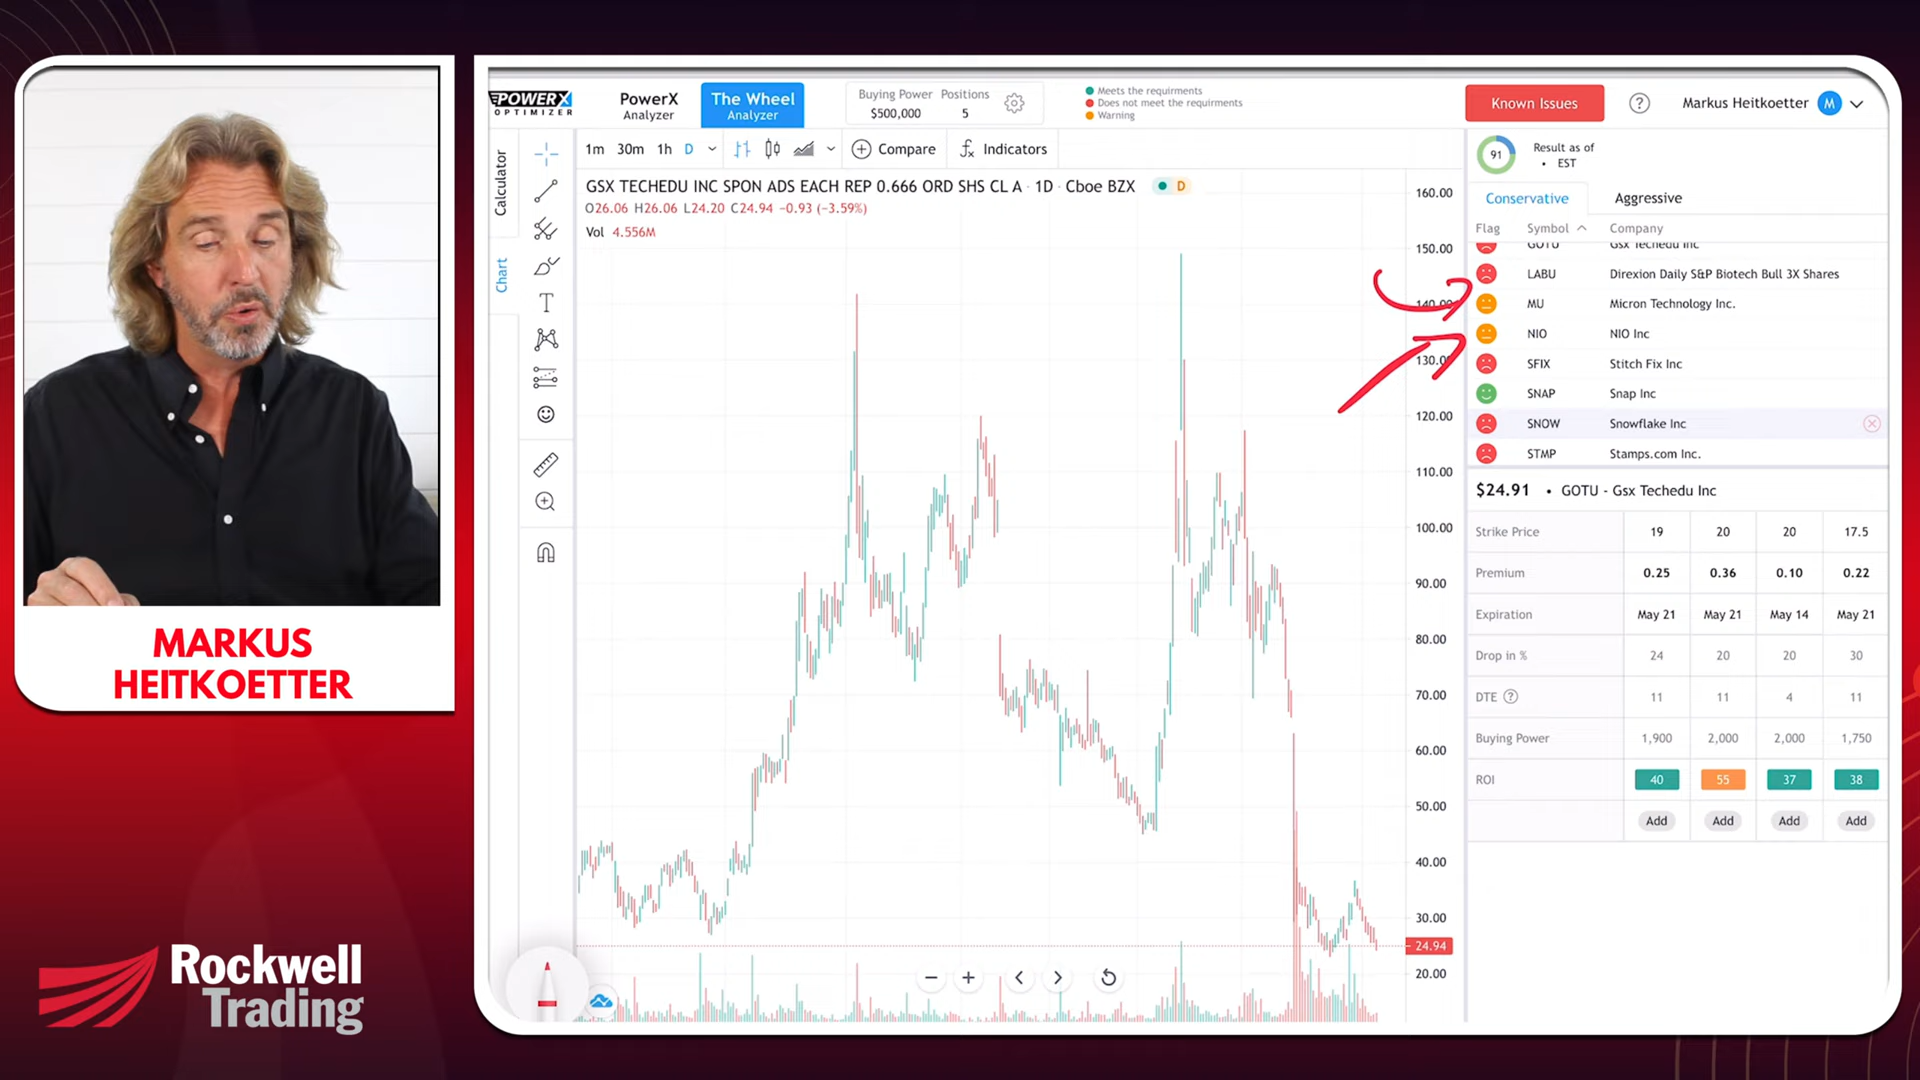 MARKUS
HEITKOETTER
Rockwell
Trading
POWERX
OPTIMIZER
PowerX
Analyzer
The Wheel
Analyzer
Buying Power Positions
$500,000 5
Meets the requirments
Does not meet the requirments
Warning
Known Issues
?
Markus Heitkoetter M
Calculator
Chart
1m 30m 1h D
Compare
Indicators
GSX TECHEDU INC SPON ADS EACH REP 0.666 ORD SHS CL A · 1D · Cboe BZX
D
O26.06 H26.06 L24.20 C24.94 −0.93 (−3.59%)
Vol 4.556M
T
160.00
150.00
140.00
130.00
120.00
110.00
100.00
90.00
80.00
70.00
60.00
50.00
40.00
30.00
24.94
20.00
91
Result as of
• EST
Conservative Aggressive
Flag Symbol Company
GOTU Gsx Techedu Inc
LABU Direxion Daily S&P Biotech Bull 3X Shares
MU Micron Technology Inc.
NIO NIO Inc
SFIX Stitch Fix Inc
SNAP Snap Inc
SNOW Snowflake Inc
STMP Stamps.com Inc.
$24.91 • GOTU - Gsx Techedu Inc
Strike Price 19 20 20 17.5
Premium 0.25 0.36 0.10 0.22
Expiration May 21 May 21 May 14 May 21
Drop in % 24 20 20 30
DTE ? 11 11 4 11
Buying Power 1,900 2,000 2,000 1,750
ROI 40 55 37 38
Add Add Add Add